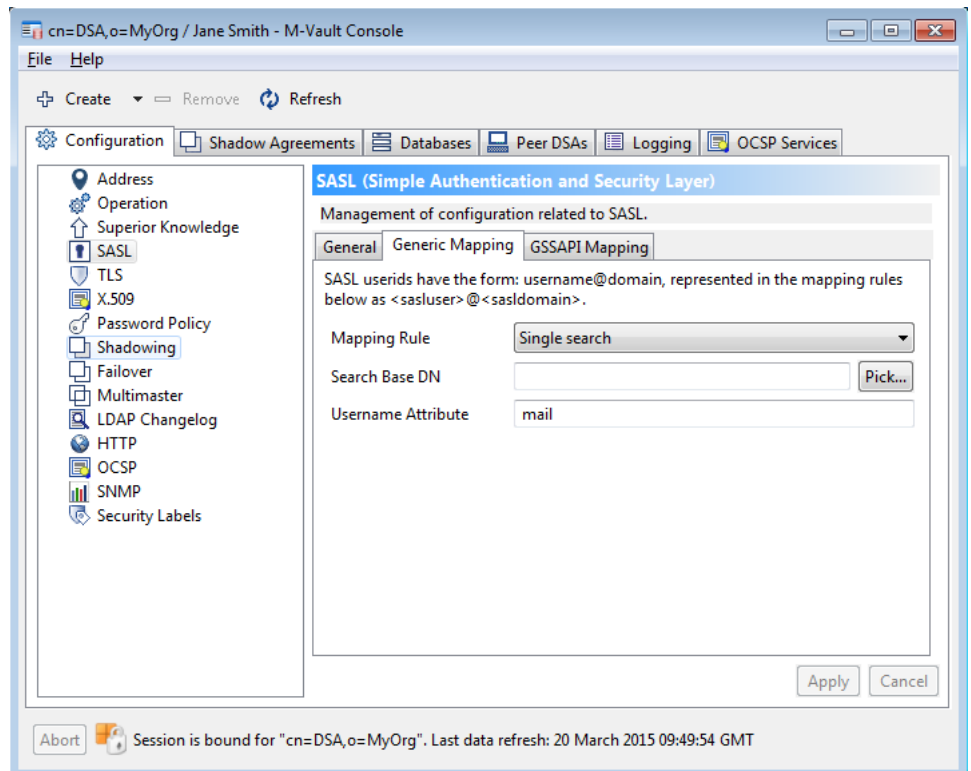 cn=DSA,o=MyOrg / Jane Smith - M-Vault Console
File Help
Create Remove Refresh
Configuration Shadow Agreements Databases Peer DSAs Logging OCSP Services
Address
Operation
Superior Knowledge
SASL
TLS
X.509
Password Policy
Shadowing
Failover
Multimaster
LDAP Changelog
HTTP
OCSP
SNMP
Security Labels
SASL (Simple Authentication and Security Layer)
Management of configuration related to SASL.
General Generic Mapping GSSAPI Mapping
SASL userids have the form: username@domain, represented in the mapping rules
below as <sasluser>@<sasldomain>.
Mapping Rule Single search
Search Base DN Pick...
Username Attribute mail
Apply Cancel
Abort Session is bound for "cn=DSA,o=MyOrg". Last data refresh: 20 March 2015 09:49:54 GMT